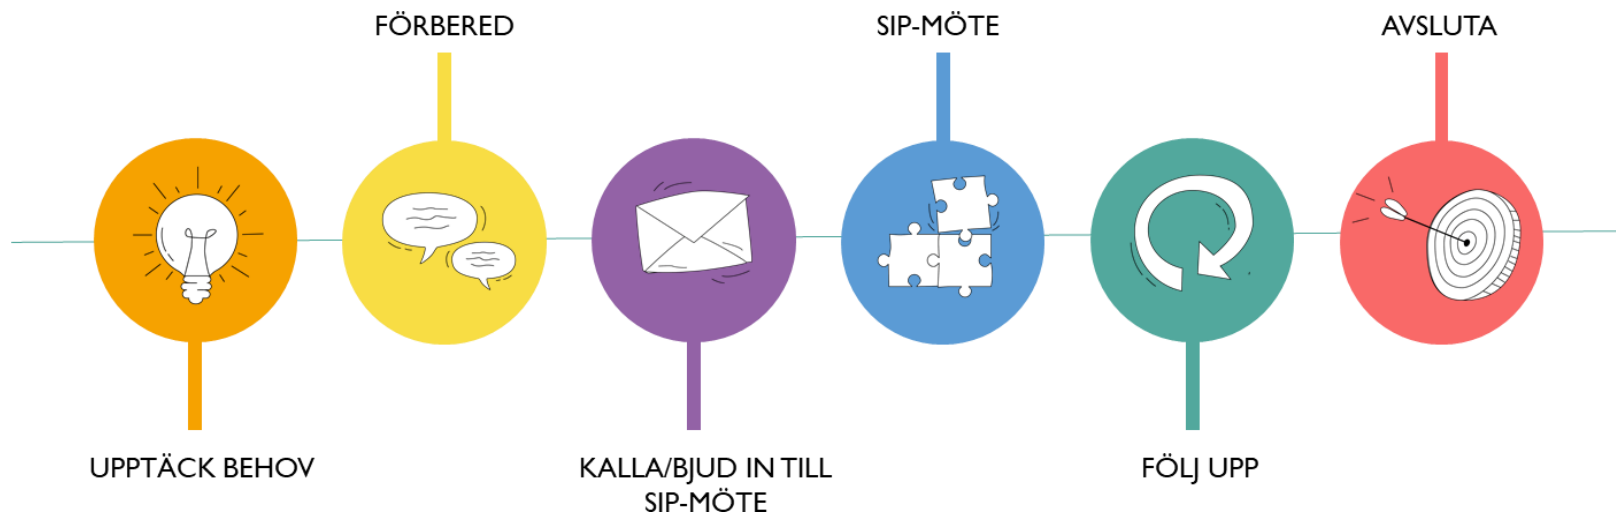 FÖRBERED
SIP-MÖTE
AVSLUTA
UPPTÄCK BEHOV
KALLA/BJUD IN TILL
SIP-MÖTE
FÖLJ UPP